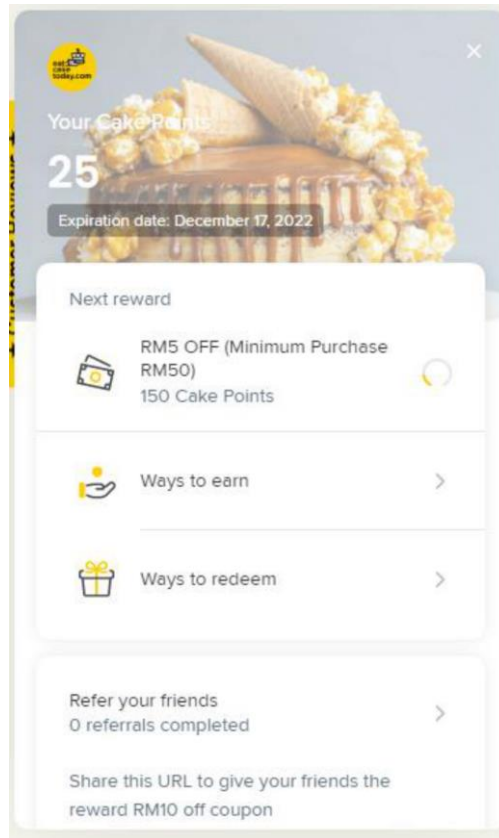 eat
cake
today.com
Your Cake Points
25
Expiration date: December 17, 2022
Customer Reviews
Next reward
RM5 OFF (Minimum Purchase
RM50)
150 Cake Points
Ways to earn
Ways to redeem
Refer your friends
0 referrals completed
Share this URL to give your friends the
reward RM10 off coupon